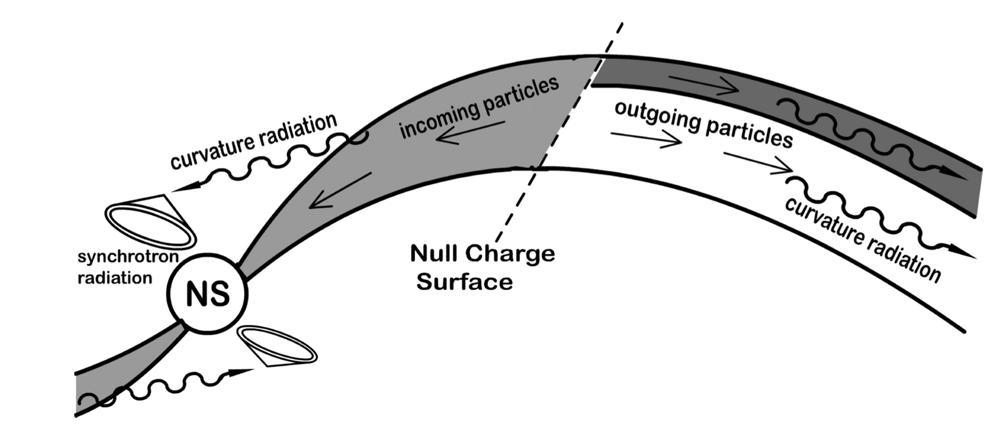 incoming particles
curvature radiation
outgoing particles
curvature radiation
synchrotron
radiation
NS
Null Charge
Surface